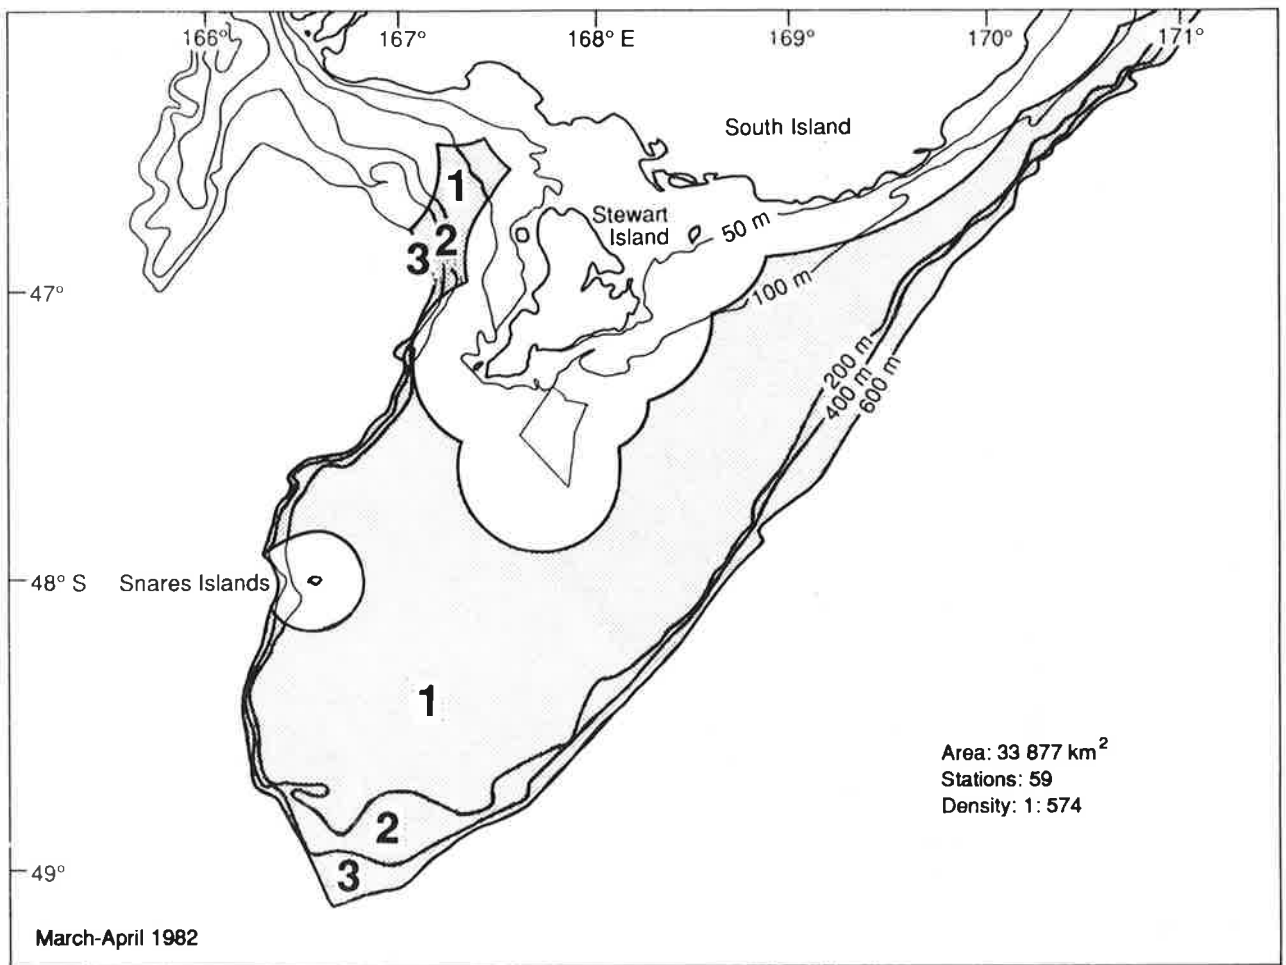 166° 167° 168° E 169° 170° 171°
South Island
1
Stewart
Island
50 m
2
3
100 m
47°
200 m
400 m
600 m
48° S
Snares Islands
1
Area: 33 877 km²
Stations: 59
Density: 1: 574
2
3
49°
March-April 1982